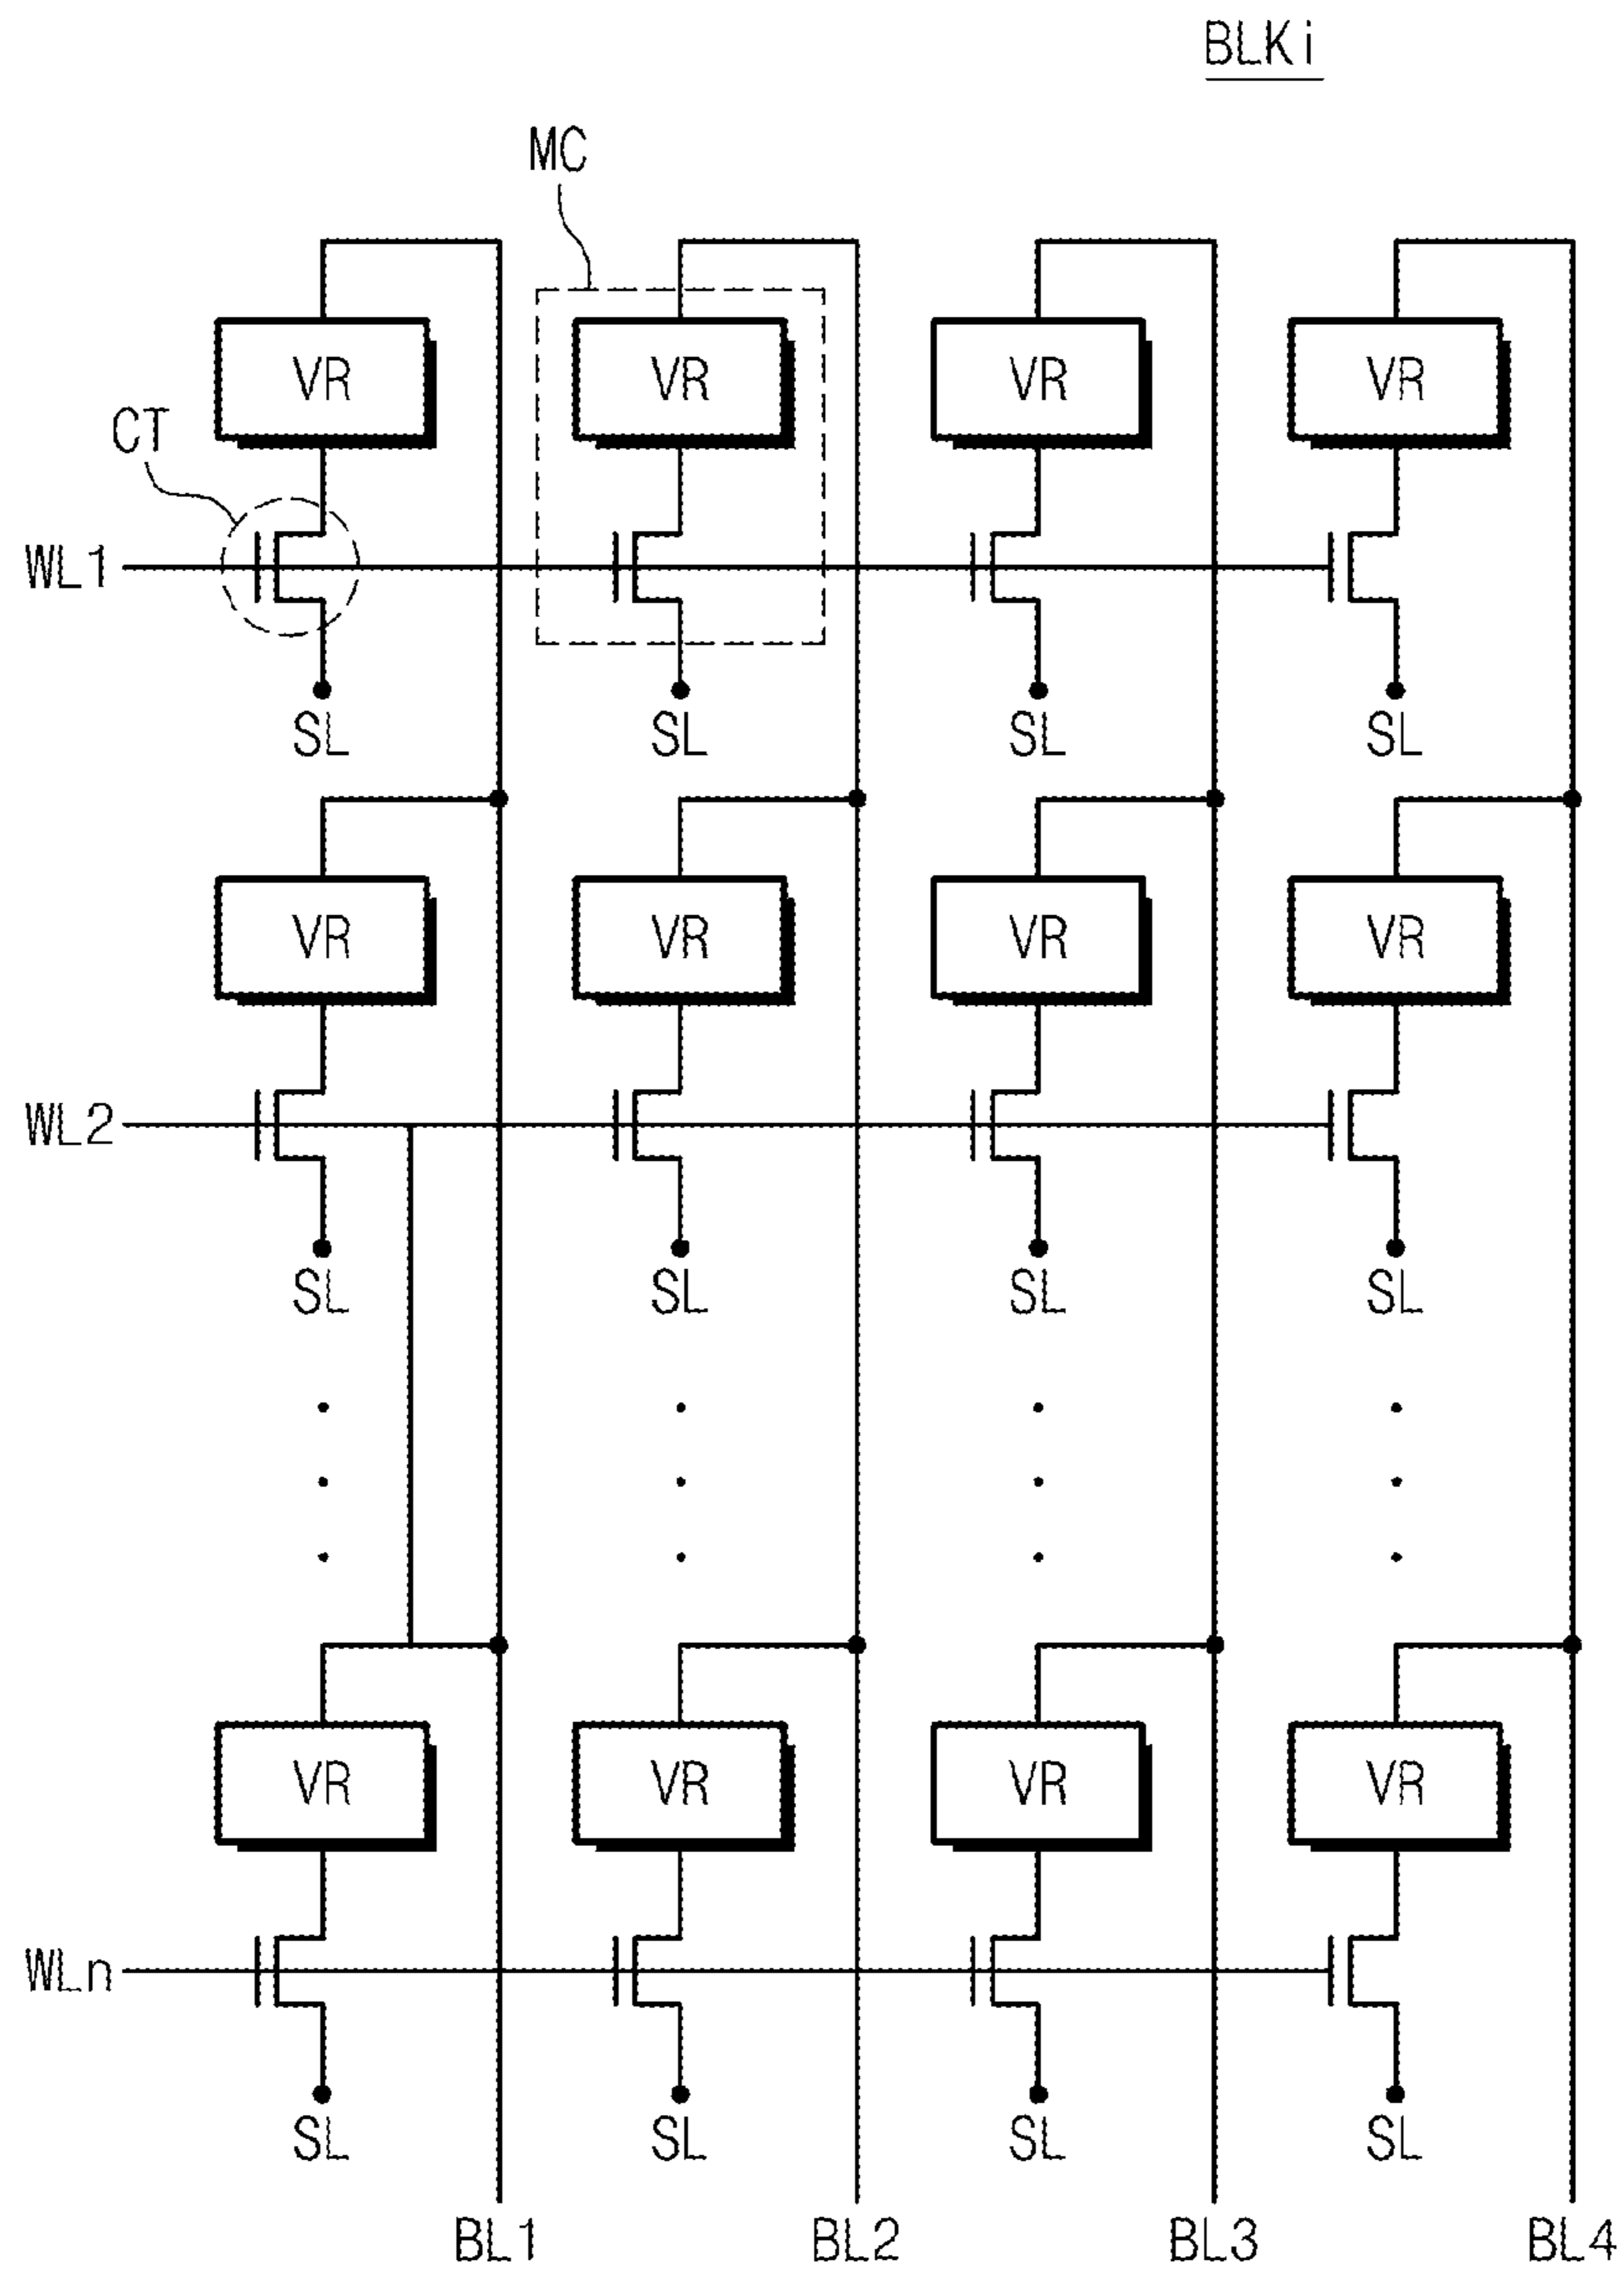 BLKi
MC
VR VR VR VR
CT
WL1
SL SL SL SL
VR VR VR VR
WL2
SL SL SL SL
VR VR VR VR
WLn
SL SL SL SL
BL1 BL2 BL3 BL4